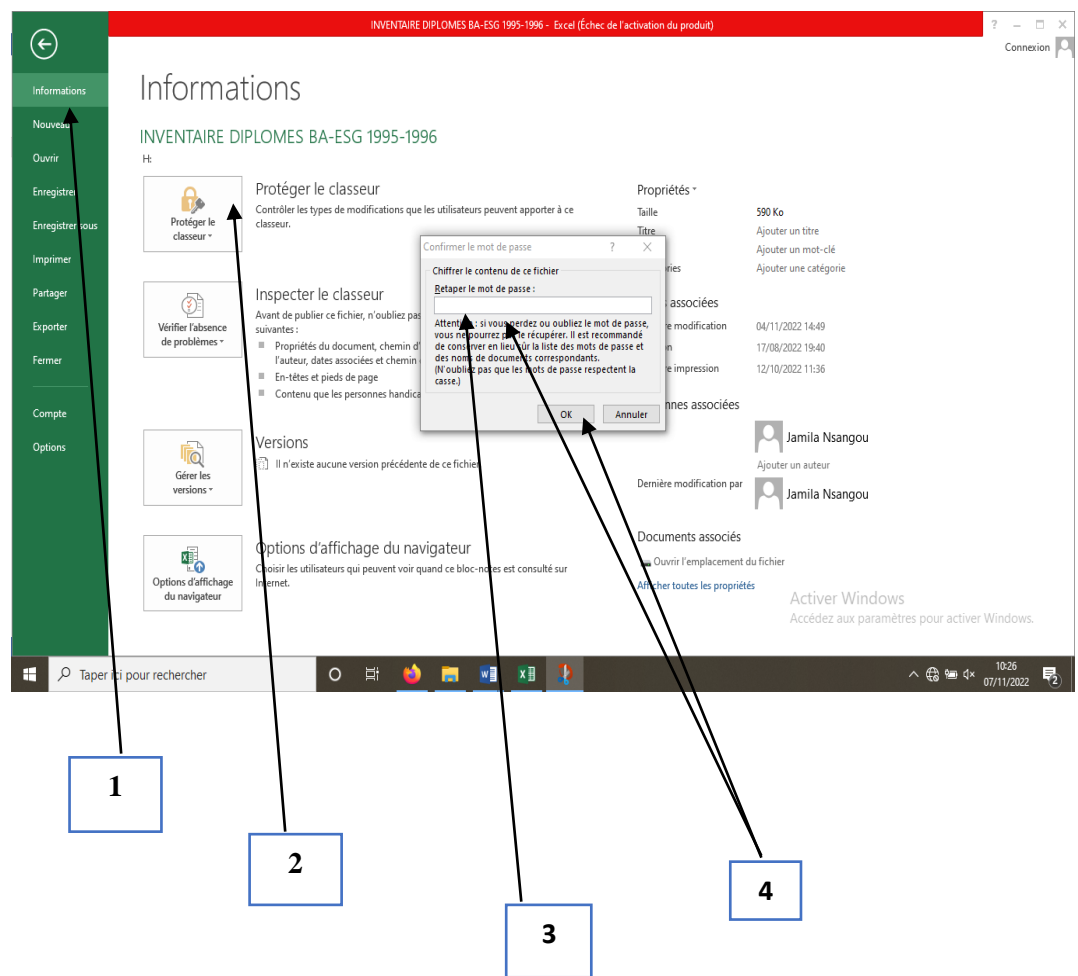 INVENTAIRE DIPLOMES BA-ESG 1995-1996 - Excel (Échec de l'activation du produit)
?
Connexion
Informations
Nouveau
Ouvrir
Enregistrer
Enregistrer sous
Imprimer
Partager
Exporter
Fermer
Compte
Options
Informations
INVENTAIRE DIPLOMES BA-ESG 1995-1996
H:
Protéger le
classeur
Protéger le classeur
Contrôler les types de modifications que les utilisateurs peuvent apporter à ce
classeur.
Vérifier l'absence
de problèmes
Inspecter le classeur
Avant de publier ce fichier, n'oubliez pas
suivantes :
Propriétés du document, chemin d'
l'auteur, dates associées et chemin
En-têtes et pieds de page
Contenu que les personnes handica
Gérer les
versions
Versions
Il n'existe aucune version précédente de ce fichier
Options d'affichage
du navigateur
Options d'affichage du navigateur
Choisir les utilisateurs qui peuvent voir quand ce bloc-notes est consulté sur
Internet.
Confirmer le mot de passe ?
Chiffrer le contenu de ce fichier
Retaper le mot de passe :
Attention : si vous perdez ou oubliez le mot de passe,
vous ne pourrez pas le récupérer. Il est recommandé
de conserver en lieu sûr la liste des mots de passe et
des noms de documents correspondants.
(N'oubliez pas que les mots de passe respectent la
casse.)
OK Annuler
Propriétés
Taille 590 Ko
Titre Ajouter un titre
Ajouter un mot-clé
ries Ajouter une catégorie
associées
re modification 04/11/2022 14:49
on 17/08/2022 19:40
re impression 12/10/2022 11:36
nnes associées
Jamila Nsangou
Ajouter un auteur
Dernière modification par Jamila Nsangou
Documents associés
Ouvrir l'emplacement du fichier
Afficher toutes les propriétés
Activer Windows
Accédez aux paramètres pour activer Windows.
Taper ici pour rechercher
10:26
07/11/2022
2
1
2
3
4